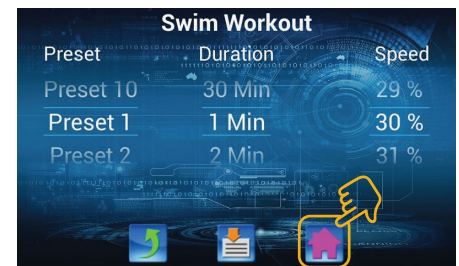 Swim Workout
Preset Duration Speed
Preset 10 30 Min 29 %
Preset 1 1 Min 30 %
Preset 2 2 Min 31 %